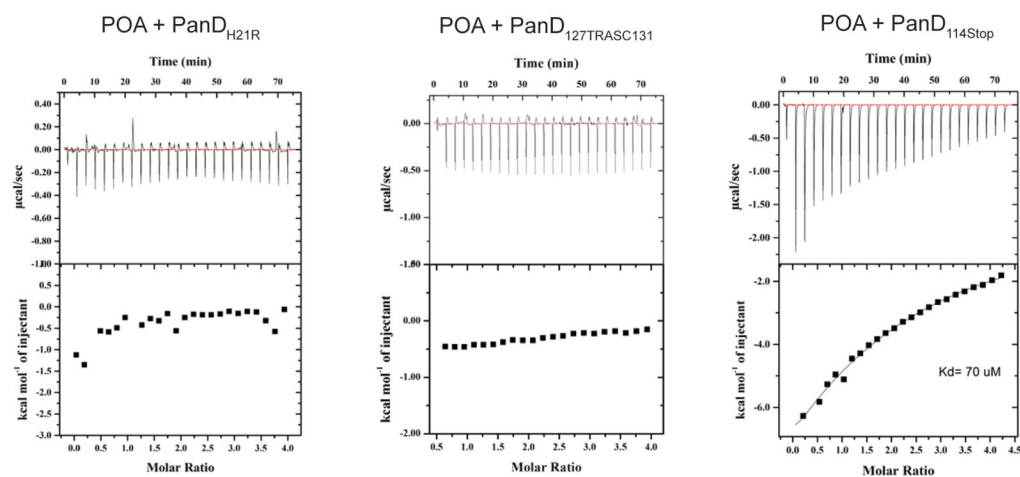 POA + PanD H21R
Time (min)
0 10 20 30 40 50 60 70
0.40
0.20
0.00
-0.20
-0.40
-0.60
-0.80
µcal/sec
0.5
0.0
-0.5
-1.0
-1.5
-2.0
-2.5
-3.0
kcal mol-1 of injectant
0.0 0.5 1.0 1.5 2.0 2.5 3.0 3.5 4.0
Molar Ratio
POA + PanD 127TRASC131
Time (min)
0 10 20 30 40 50 60 70
0.00
-0.50
-1.00
µcal/sec
0.00
-1.00
-2.00
kcal mol-1 of injectant
0.5 1.0 1.5 2.0 2.5 3.0 3.5 4.0
Molar Ratio
POA + PanD 114Stop
Time (min)
0 10 20 30 40 50 60 70
0.00
-0.50
-1.00
-1.50
-2.00
µcal/sec
-2.0
-4.0
-6.0
kcal mol-1 of injectant
Kd= 70 uM
0.0 0.5 1.0 1.5 2.0 2.5 3.0 3.5 4.0 4.5
Molar Ratio